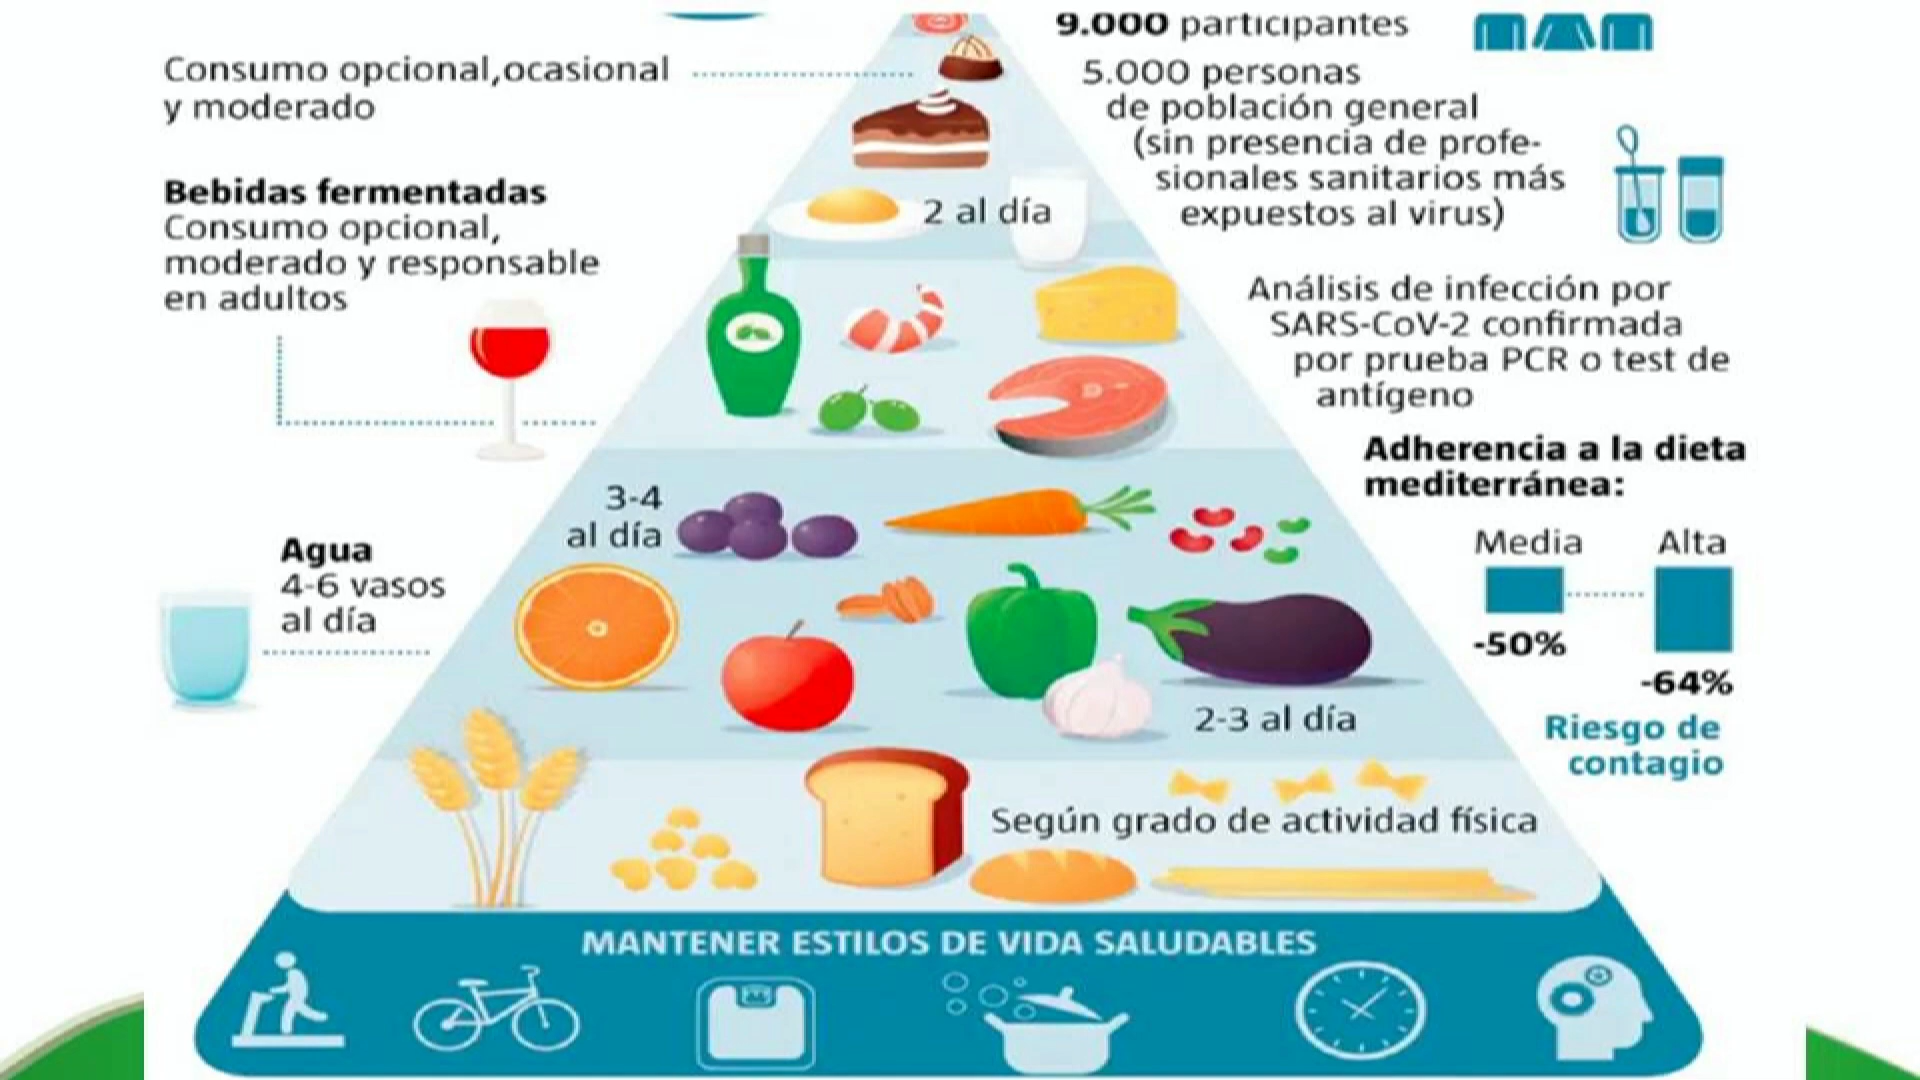 Consumo opcional,ocasional
y moderado
Bebidas fermentadas
Consumo opcional,
moderado y responsable
en adultos
Agua
4-6 vasos
al día
2 al día
3-4
al día
2-3 al día
Según grado de actividad física
MANTENER ESTILOS DE VIDA SALUDABLES
9.000 participantes
5.000 personas
de población general
(sin presencia de profe-
sionales sanitarios más
expuestos al virus)
Análisis de infección por
SARS-CoV-2 confirmada
por prueba PCR o test de
antígeno
Adherencia a la dieta
mediterránea:
Media Alta
-50%
-64%
Riesgo de
contagio